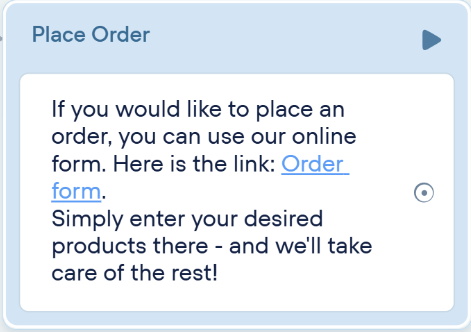 Place Order
If you would like to place an
order, you can use our online
form. Here is the link: Order
form.
Simply enter your desired
products there - and we'll take
care of the rest!